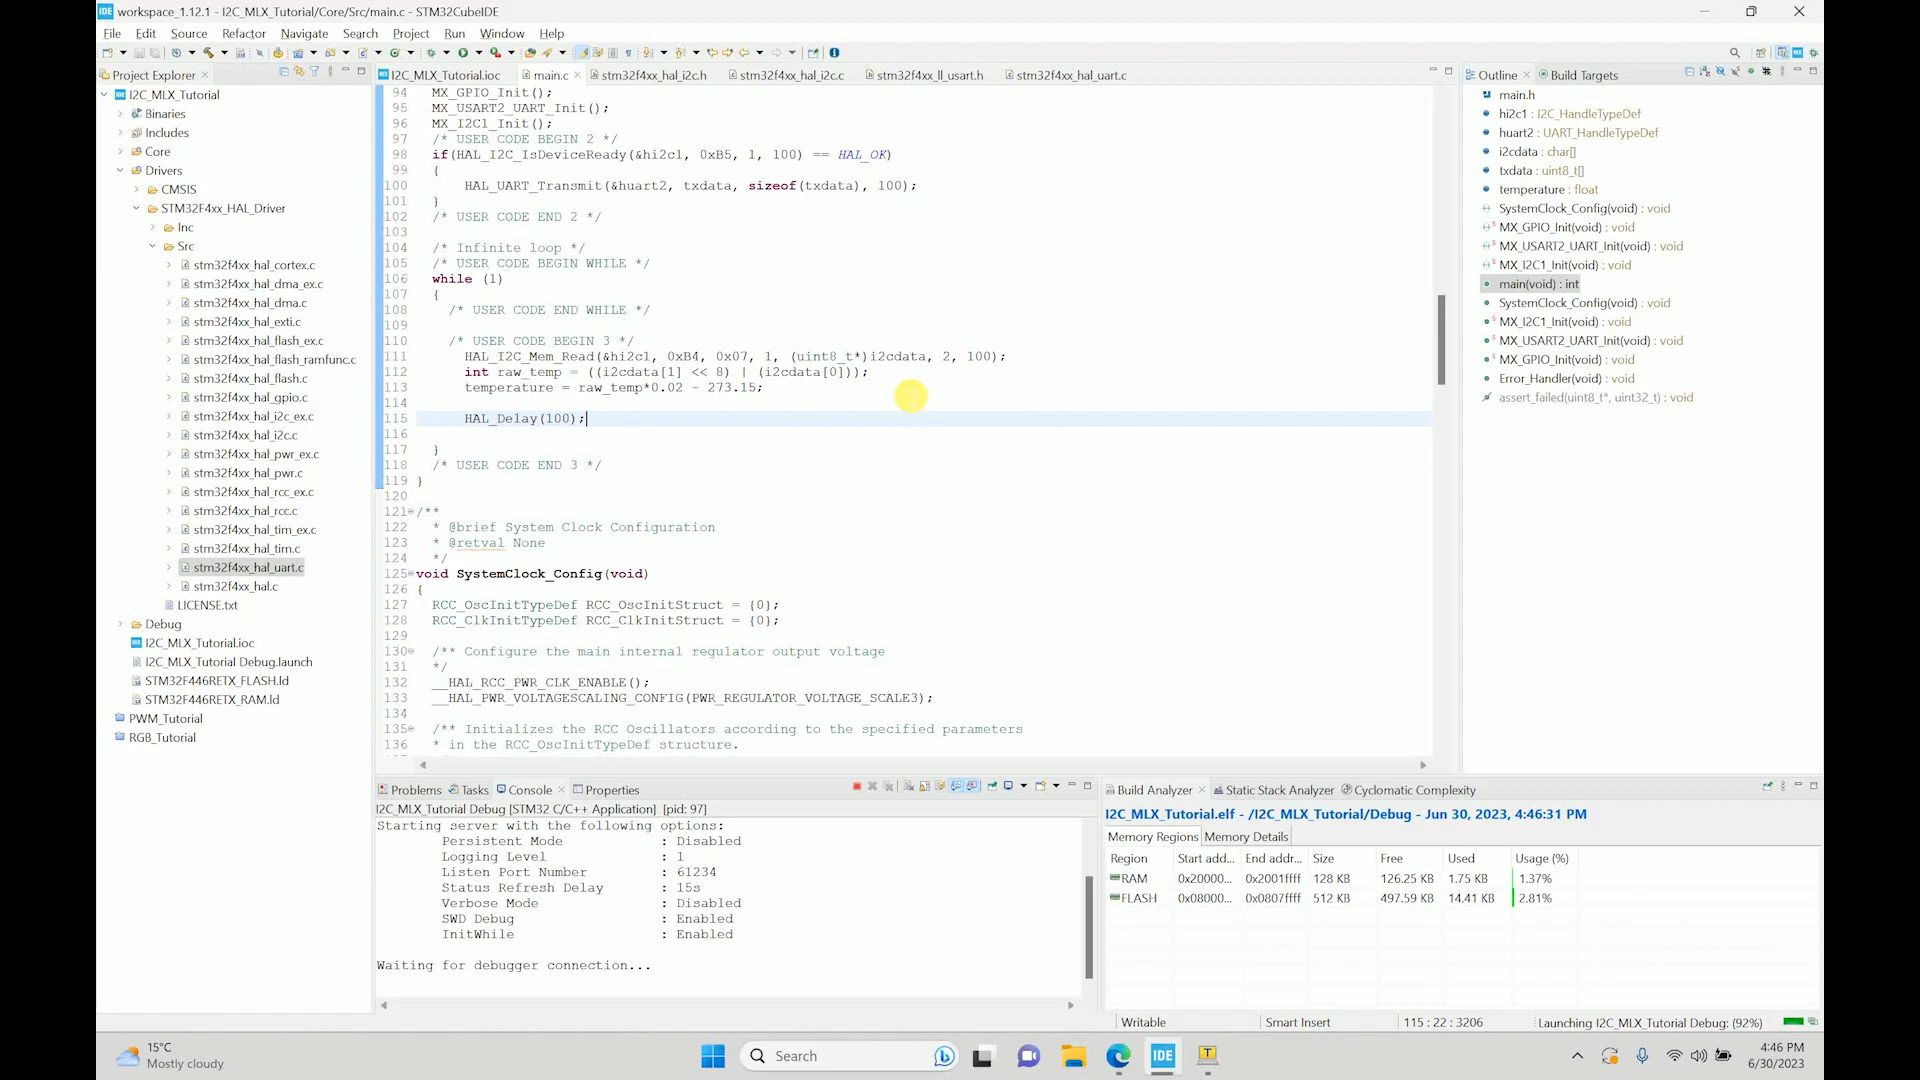 workspace_1.12.1 - I2C_MLX_Tutorial/Core/Src/main.c - STM32CubeIDE
File Edit Source Refactor Navigate Search Project Run Window Help
Project Explorer
I2C_MLX_Tutorial
Binaries
Includes
Core
Drivers
CMSIS
STM32F4xx_HAL_Driver
Inc
Src
stm32f4xx_hal_cortex.c
stm32f4xx_hal_dma_ex.c
stm32f4xx_hal_dma.c
stm32f4xx_hal_exti.c
stm32f4xx_hal_flash_ex.c
stm32f4xx_hal_flash_ramfunc.c
stm32f4xx_hal_flash.c
stm32f4xx_hal_gpio.c
stm32f4xx_hal_i2c_ex.c
stm32f4xx_hal_i2c.c
stm32f4xx_hal_pwr_ex.c
stm32f4xx_hal_pwr.c
stm32f4xx_hal_rcc_ex.c
stm32f4xx_hal_rcc.c
stm32f4xx_hal_tim_ex.c
stm32f4xx_hal_tim.c
stm32f4xx_hal_uart.c
stm32f4xx_hal.c
LICENSE.txt
Debug
I2C_MLX_Tutorial.ioc
I2C_MLX_Tutorial Debug.launch
STM32F446RETX_FLASH.ld
STM32F446RETX_RAM.ld
PWM_Tutorial
RGB_Tutorial
I2C_MLX_Tutorial.ioc main.c stm32f4xx_hal_i2c.h stm32f4xx_hal_i2c.c stm32f4xx_ll_usart.h stm32f4xx_hal_uart.c
94 MX_GPIO_Init();
95 MX_USART2_UART_Init();
96 MX_I2C1_Init();
97 /* USER CODE BEGIN 2 */
98 if(HAL_I2C_IsDeviceReady(&hi2c1, 0xB5, 1, 100) == HAL_OK)
99 {
100 HAL_UART_Transmit(&huart2, txdata, sizeof(txdata), 100);
101 }
102 /* USER CODE END 2 */
103
104 /* Infinite loop */
105 /* USER CODE BEGIN WHILE */
106 while (1)
107 {
108 /* USER CODE END WHILE */
109
110 /* USER CODE BEGIN 3 */
111 HAL_I2C_Mem_Read(&hi2c1, 0xB4, 0x07, 1, (uint8_t*)i2cdata, 2, 100);
112 int raw_temp = ((i2cdata[1] << 8) | (i2cdata[0]));
113 temperature = raw_temp*0.02 - 273.15;
114
115 HAL_Delay(100);
116
117 }
118 /* USER CODE END 3 */
119 }
120
121 /**
122 * @brief System Clock Configuration
123 * @retval None
124 */
125 void SystemClock_Config(void)
126 {
127 RCC_OscInitTypeDef RCC_OscInitStruct = {0};
128 RCC_ClkInitTypeDef RCC_ClkInitStruct = {0};
129
130 /** Configure the main internal regulator output voltage
131 */
132 __HAL_RCC_PWR_CLK_ENABLE();
133 __HAL_PWR_VOLTAGESCALING_CONFIG(PWR_REGULATOR_VOLTAGE_SCALE3);
134
135 /** Initializes the RCC Oscillators according to the specified parameters
136 * in the RCC_OscInitTypeDef structure.
Outline Build Targets
main.h
hi2c1 : I2C_HandleTypeDef
huart2 : UART_HandleTypeDef
i2cdata : char[]
txdata : uint8_t[]
temperature : float
SystemClock_Config(void) : void
MX_GPIO_Init(void) : void
MX_USART2_UART_Init(void) : void
MX_I2C1_Init(void) : void
main(void) : int
SystemClock_Config(void) : void
MX_I2C1_Init(void) : void
MX_USART2_UART_Init(void) : void
MX_GPIO_Init(void) : void
Error_Handler(void) : void
assert_failed(uint8_t*, uint32_t) : void
Problems Tasks Console Properties
I2C_MLX_Tutorial Debug [STM32 C/C++ Application] [pid: 97]
Starting server with the following options:
Persistent Mode : Disabled
Logging Level : 1
Listen Port Number : 61234
Status Refresh Delay : 15s
Verbose Mode : Disabled
SWD Debug : Enabled
InitWhile : Enabled
Waiting for debugger connection...
Build Analyzer Static Stack Analyzer Cyclomatic Complexity
I2C_MLX_Tutorial.elf - /I2C_MLX_Tutorial/Debug - Jun 30, 2023, 4:46:31 PM
Memory Regions Memory Details
Region Start add... End addr... Size Free Used Usage (%)
RAM 0x20000... 0x2001ffff 128 KB 126.25 KB 1.75 KB 1.37%
FLASH 0x08000... 0x0807ffff 512 KB 497.59 KB 14.41 KB 2.81%
Writable Smart Insert 115 : 22 : 3206 Launching I2C_MLX_Tutorial Debug: (92%)
15°C
Mostly cloudy
Search
IDE
4:46 PM
6/30/2023